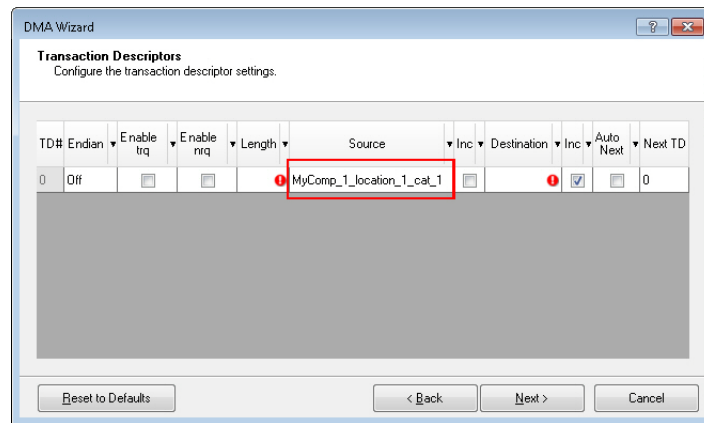 DMA Wizard
Transaction Descriptors
Configure the transaction descriptor settings.
TD# Endian Enable trq Enable nrq Length Source Inc Destination Inc Auto Next Next TD
0 Off MyComp_1_location_1_cat_1 0
Reset to Defaults < Back Next > Cancel